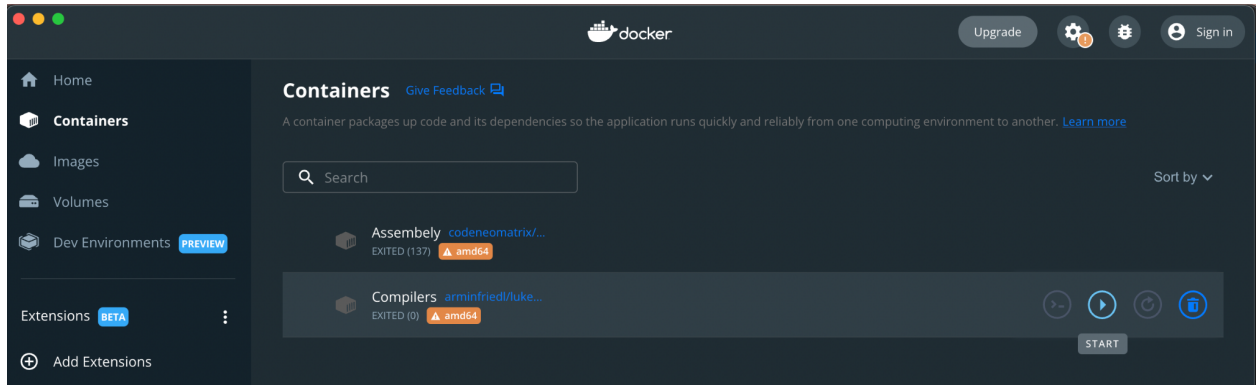 docker
Upgrade
Sign in
Home
Containers
Images
Volumes
Dev Environments PREVIEW
Extensions BETA
Add Extensions
Containers Give Feedback
A container packages up code and its dependencies so the application runs quickly and reliably from one computing environment to another. Learn more
Search
Sort by
Assembely codeneomatrix/...
EXITED (137) amd64
Compilers arminfriedl/luke...
EXITED (0) amd64
START